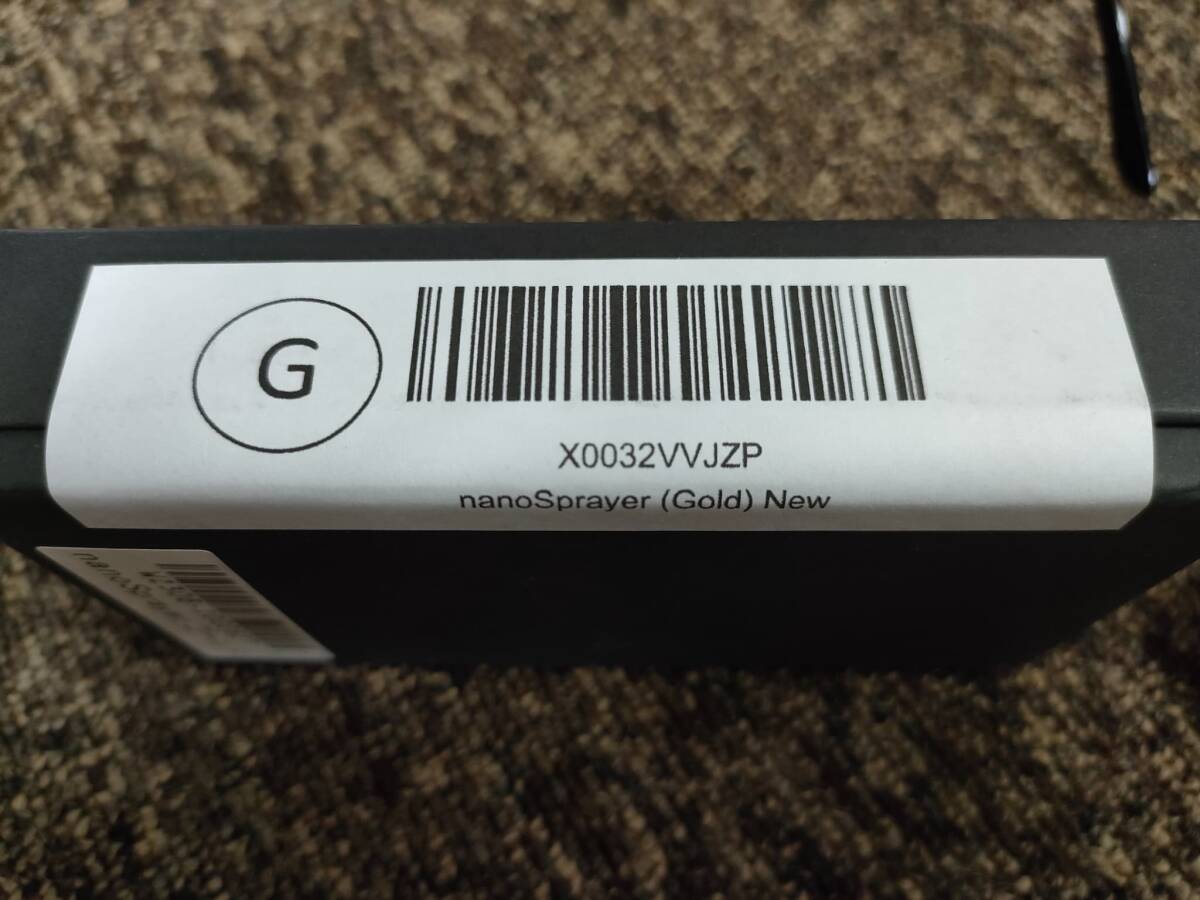 G
X0032VVJZP
nanoSprayer (Gold) New